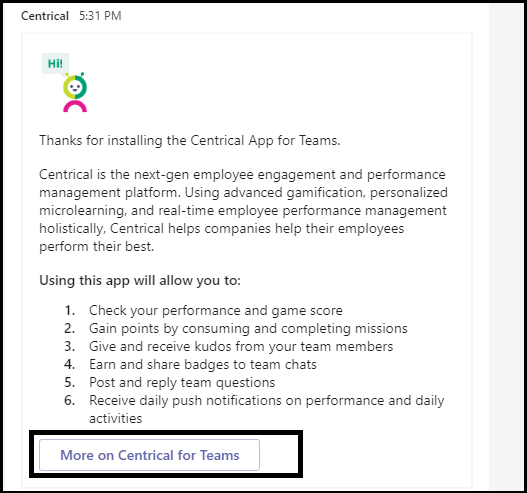 Centrical 5:31 PM
Hi!
Thanks for installing the Centrical App for Teams.
Centrical is the next-gen employee engagement and performance
management platform. Using advanced gamification, personalized
microlearning, and real-time employee performance management
holistically, Centrical helps companies help their employees
perform their best.
Using this app will allow you to:
1. Check your performance and game score
2. Gain points by consuming and completing missions
3. Give and receive kudos from your team members
4. Earn and share badges to team chats
5. Post and reply team questions
6. Receive daily push notifications on performance and daily
activities
More on Centrical for Teams